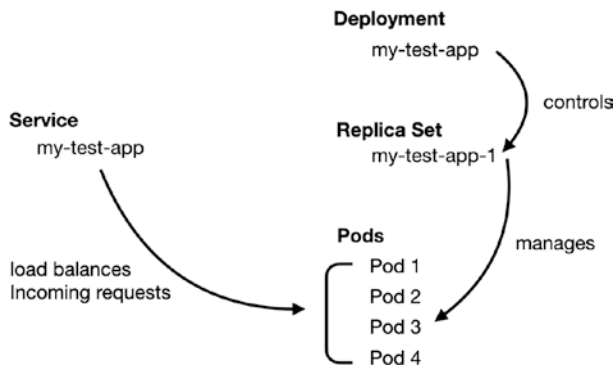 Deployment
my-test-app
controls
Service
my-test-app
Replica Set
my-test-app-1
Pods
manages
load balances
Incoming requests
Pod 1
Pod 2
Pod 3
Pod 4